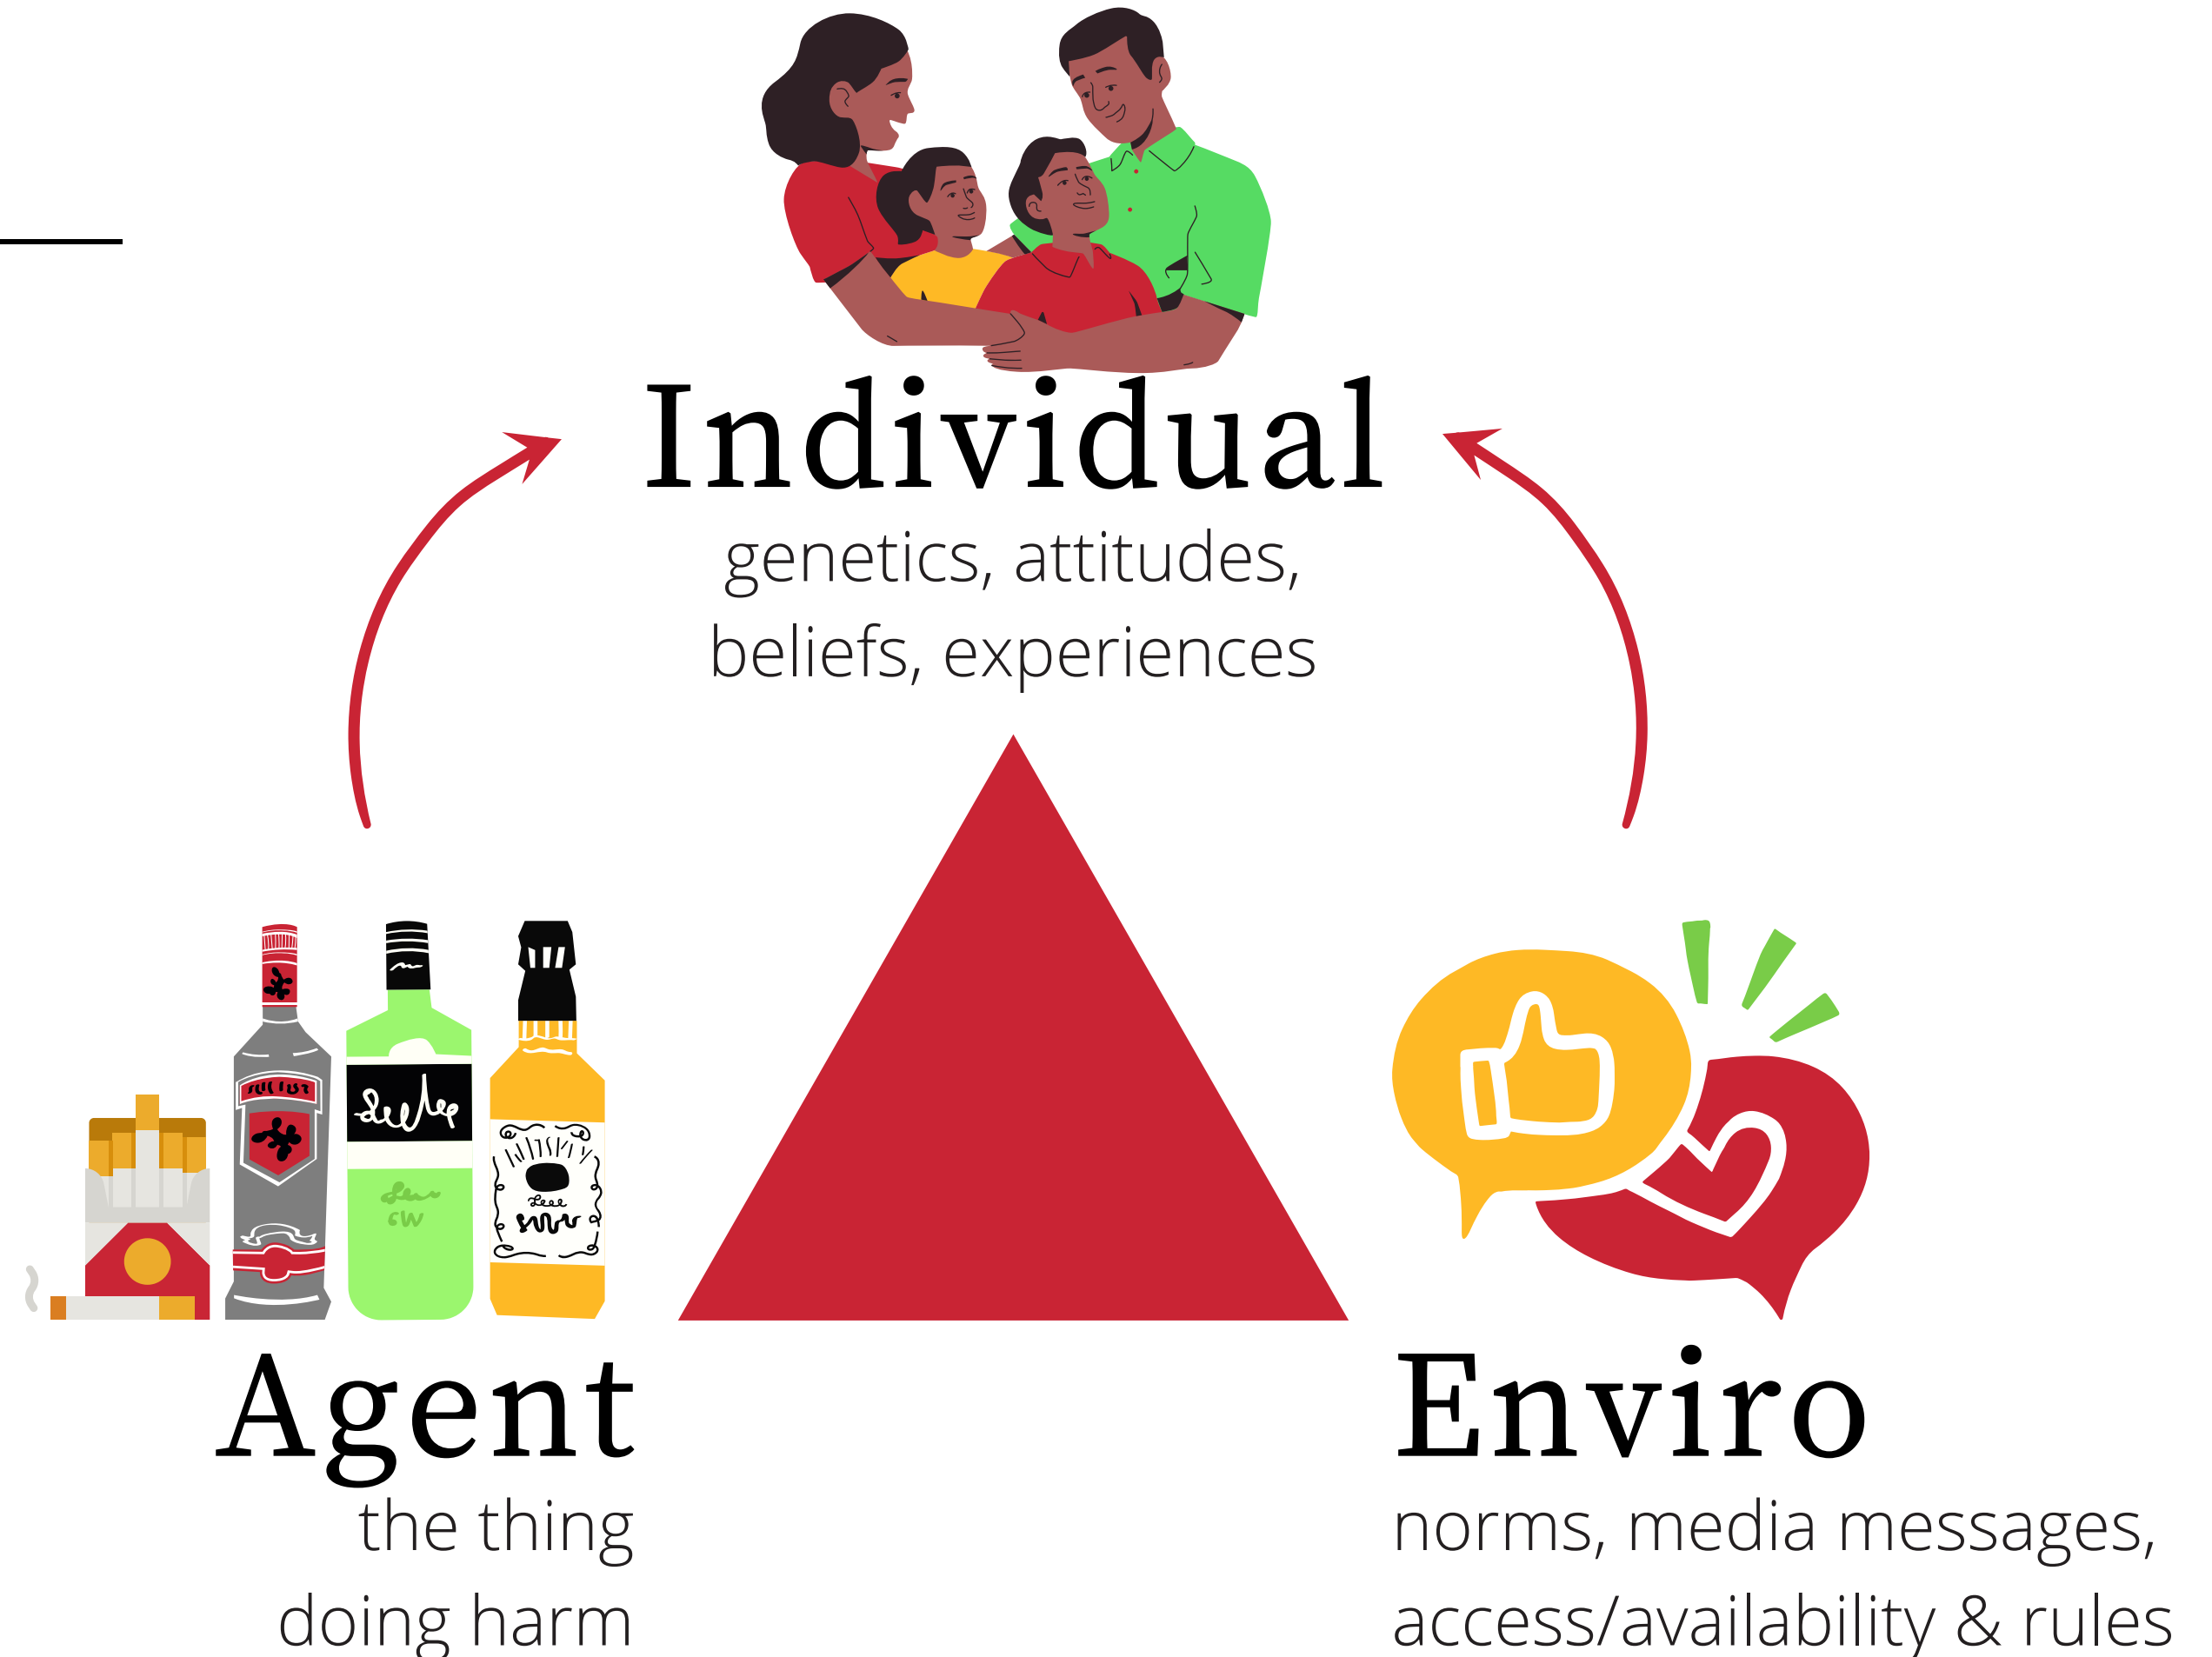 Individual
genetics, attitudes,
beliefs, experiences
Agent
the thing
doing harm
Enviro
norms, media messages,
access/availability & rules